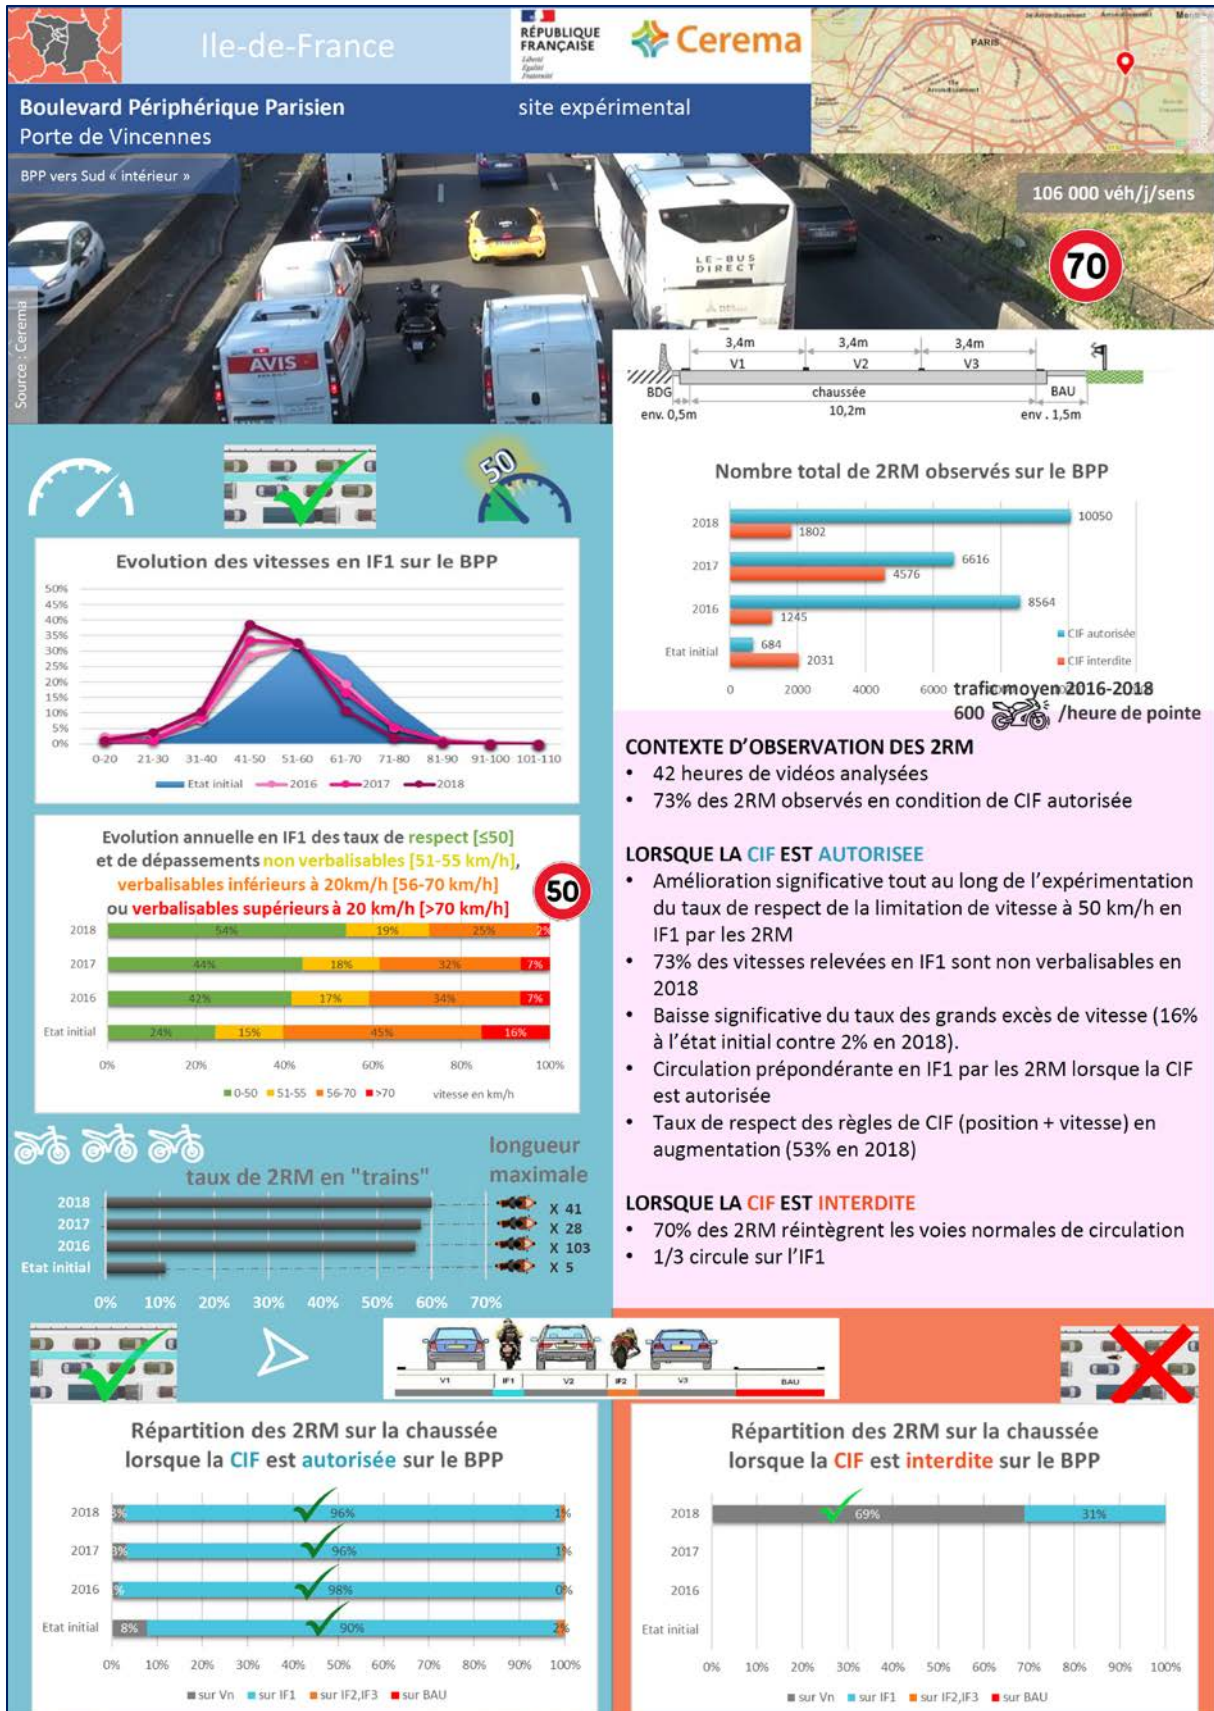 Ile-de-France
RÉPUBLIQUE
FRANÇAISE
Liberté
Égalité
Fraternité
Cerema
PARIS
Boulevard Périphérique Parisien
site expérimental
Porte de Vincennes
BPP vers Sud « intérieur »
106 000 véh/j/sens
70
LE-BUS
DIRECT
AVIS
Source : Cerema
3,4m 3,4m 3,4m
V1 V2 V3
BDG chaussée BAU
env. 0,5m 10,2m env . 1,5m
50
Nombre total de 2RM observés sur le BPP
2018 10050
1802
2017 6616
4576
2016 8564
1245
Etat initial 684
2031
CIF autorisée
CIF interdite
0 2000 4000 6000
trafic moyen 2016-2018
600 /heure de pointe
Evolution des vitesses en IF1 sur le BPP
50%
45%
40%
35%
30%
25%
20%
15%
10%
5%
0%
0-20 21-30 31-40 41-50 51-60 61-70 71-80 81-90 91-100 101-110
Etat initial 2016 2017 2018
Evolution annuelle en IF1 des taux de respect [≤50]
et de dépassements non verbalisables [51-55 km/h],
verbalisables inférieurs à 20km/h [56-70 km/h]
ou verbalisables supérieurs à 20 km/h [>70 km/h]
50
2018 54% 19% 25% 2%
2017 44% 18% 32% 7%
2016 42% 17% 34% 7%
Etat initial 24% 15% 45% 16%
0% 20% 40% 60% 80% 100%
0-50 51-55 56-70 >70 vitesse en km/h
taux de 2RM en "trains"
longueur
maximale
2018 X 41
2017 X 28
2016 X 103
Etat initial X 5
0% 10% 20% 30% 40% 50% 60% 70%
CONTEXTE D'OBSERVATION DES 2RM
• 42 heures de vidéos analysées
• 73% des 2RM observés en condition de CIF autorisée
LORSQUE LA CIF EST AUTORISEE
• Amélioration significative tout au long de l'expérimentation
du taux de respect de la limitation de vitesse à 50 km/h en
IF1 par les 2RM
• 73% des vitesses relevées en IF1 sont non verbalisables en
2018
• Baisse significative du taux des grands excès de vitesse (16%
à l'état initial contre 2% en 2018).
• Circulation prépondérante en IF1 par les 2RM lorsque la CIF
est autorisée
• Taux de respect des règles de CIF (position + vitesse) en
augmentation (53% en 2018)
LORSQUE LA CIF EST INTERDITE
• 70% des 2RM réintègrent les voies normales de circulation
• 1/3 circule sur l'IF1
V1 IF1 V2 IF2 V3 BAU
Répartition des 2RM sur la chaussée
lorsque la CIF est autorisée sur le BPP
2018 3% 96% 1%
2017 3% 96% 1%
2016 98% 0%
Etat initial 8% 90% 2%
0% 10% 20% 30% 40% 50% 60% 70% 80% 90% 100%
sur Vn sur IF1 sur IF2,IF3 sur BAU
Répartition des 2RM sur la chaussée
lorsque la CIF est interdite sur le BPP
2018 69% 31%
2017
2016
Etat initial
0% 10% 20% 30% 40% 50% 60% 70% 80% 90% 100%
sur Vn sur IF1 sur IF2,IF3 sur BAU